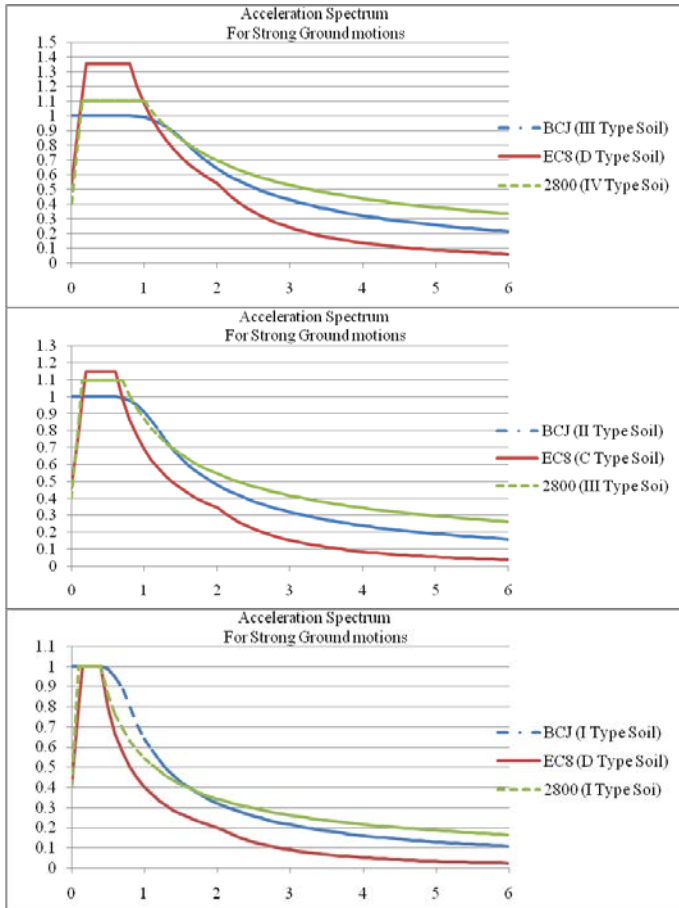 Acceleration Spectrum
For Strong Ground motions
1.5
1.4
1.3
1.2
1.1
1
0.9
0.8
0.7
0.6
0.5
0.4
0.3
0.2
0.1
0
0 1 2 3 4 5 6
BCJ (III Type Soil)
EC8 (D Type Soil)
2800 (IV Type Soi)
Acceleration Spectrum
For Strong Ground motions
1.3
1.2
1.1
1
0.9
0.8
0.7
0.6
0.5
0.4
0.3
0.2
0.1
0
0 1 2 3 4 5 6
BCJ (II Type Soil)
EC8 (C Type Soil)
2800 (III Type Soi)
Acceleration Spectrum
For Strong Ground motions
1.1
1
0.9
0.8
0.7
0.6
0.5
0.4
0.3
0.2
0.1
0
0 1 2 3 4 5 6
BCJ (I Type Soil)
EC8 (D Type Soil)
2800 (I Type Soi)